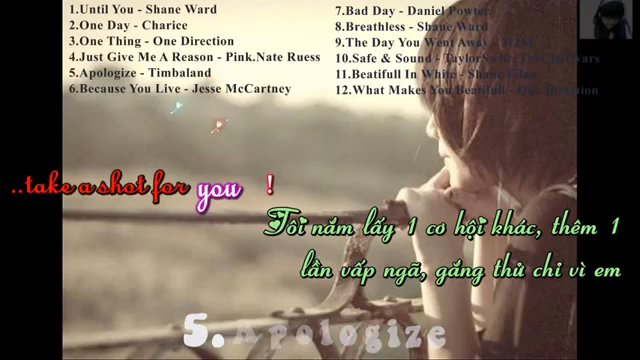 1.Until You - Shane Ward
2.One Day - Charice
3.One Thing - One Direction
4.Just Give Me A Reason - Pink.Nate Ruess
5.Apologize - Timbaland
6.Because You Live - Jesse McCartney
7.Bad Day - Daniel Powter
8.Breathless - Shane Ward
9.The Day You Went Away - M2M
10.Safe & Sound - TaylorSwift, The
11.Beatifull In White - Shane Filan
12.What Makes You Beatifull - One Direction
..take a shot for you !
Tôi nắm lấy 1 cơ hội khác, thêm 1
lần vấp ngã, gắng thử chỉ vì em
5.Apologize